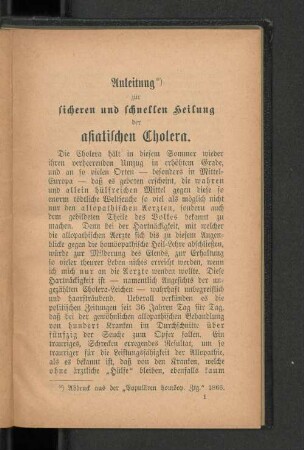 Anleitung*)
zur
sicheren und schnellen Heilung
der
asiatischen Cholera.
Die Cholera hält in diesem Sommer wieder
ihren verheerenden Umzug in erhöhtem Grade,
und an so vielen Orten — besonders in Mittel-
Europa — daß es geboten erscheint, die wahren
und allein hülfreichen Mittel gegen diese so
enorm tödtliche Weltseuche so viel als möglich nicht
nur den allopathischen Aerzten, sondern auch
dem gebildeten Theile des Volkes bekannt zu
machen. Denn bei der Hartnäckigkeit, mit welcher
die allopathischen Aerzte sich bis zu diesem Augen-
blicke gegen die homöopathische Heil-Lehre abschließen,
würde zur Milderung des Elends, zur Erhaltung
so vieler theurer Leben nichts erreicht werden, wenn
ich mich nur an die Aerzte wenden wollte. Diese
Hartnäckigkeit ist — namentlich Angesichts der un-
gezählten Cholera-Leichen — wahrhaft unbegreiflich
und haarsträubend. Ueberall verkünden es die
politischen Zeitungen seit 36 Jahren Tag für Tag,
daß bei der gewöhnlichen allopathischen Behandlung
von hundert Kranken im Durchschnitte über
fünfzig der Seuche zum Opfer fallen. Ein
trauriges, Schrecken erregendes Resultat, um so
trauriger für die Leistungsfähigkeit der Allopathie,
als es bekannt ist, daß von den Kranken, welche
ohne ärztliche „Hülfe" bleiben, ebenfalls kaum
*) Abdruck aus der „Populären homöop. Ztg." 1866.
1